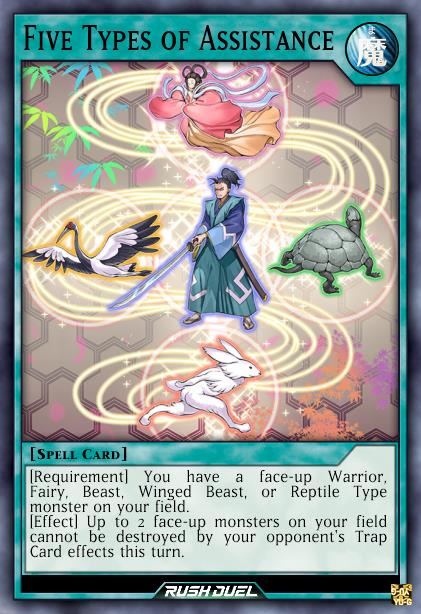 Five Types of Assistance
ま
魔
[Spell Card]
[Requirement] You have a face-up Warrior,
Fairy, Beast, Winged Beast, or Reptile Type
monster on your field.
[Effect] Up to 2 face-up monsters on your field
cannot be destroyed by your opponent's Trap
Card effects this turn.
RUSH DUEL